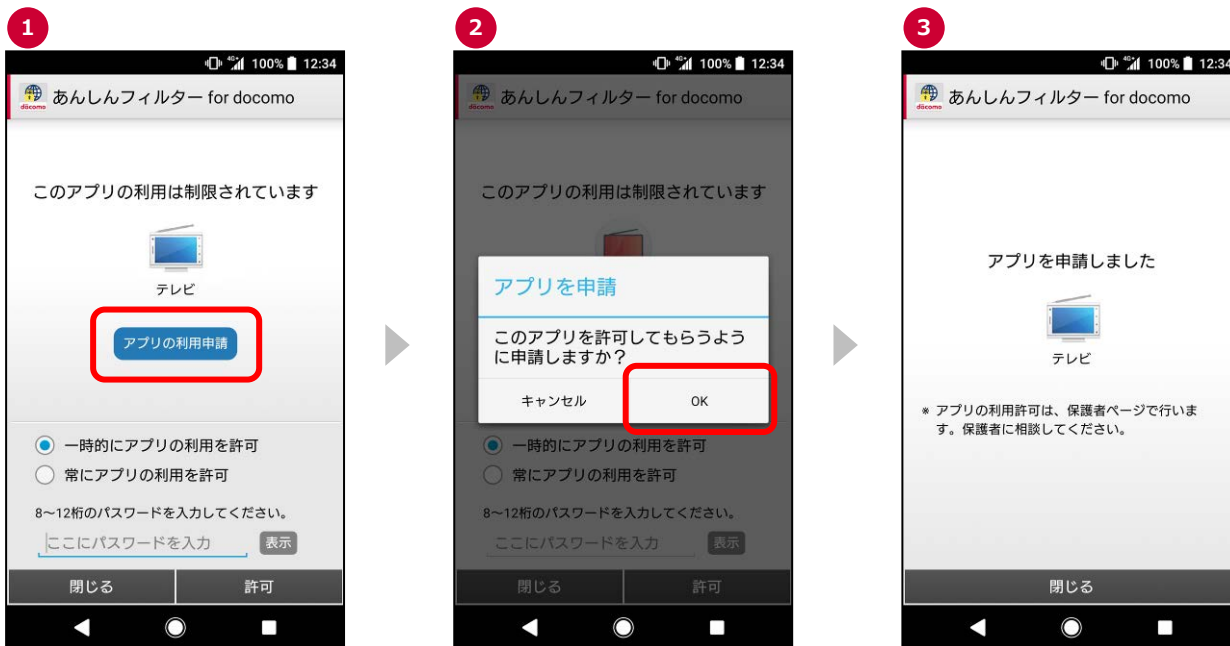 1
100% 12:34
あんしんフィルター for docomo
このアプリの利用は制限されています
テレビ
アプリの利用申請
一時的にアプリの利用を許可
常にアプリの利用を許可
8～12桁のパスワードを入力してください。
ここにパスワードを入力
表示
閉じる
許可
2
100% 12:34
あんしんフィルター for docomo
このアプリの利用は制限されています
アプリを申請
このアプリを許可してもらうよう
に申請しますか？
キャンセル
OK
一時的にアプリの利用を許可
常にアプリの利用を許可
8～12桁のパスワードを入力してください。
ここにパスワードを入力
表示
閉じる
許可
3
100% 12:34
あんしんフィルター for docomo
アプリを申請しました
テレビ
※ アプリの利用許可は、保護者ページで行いま
す。保護者に相談してください。
閉じる